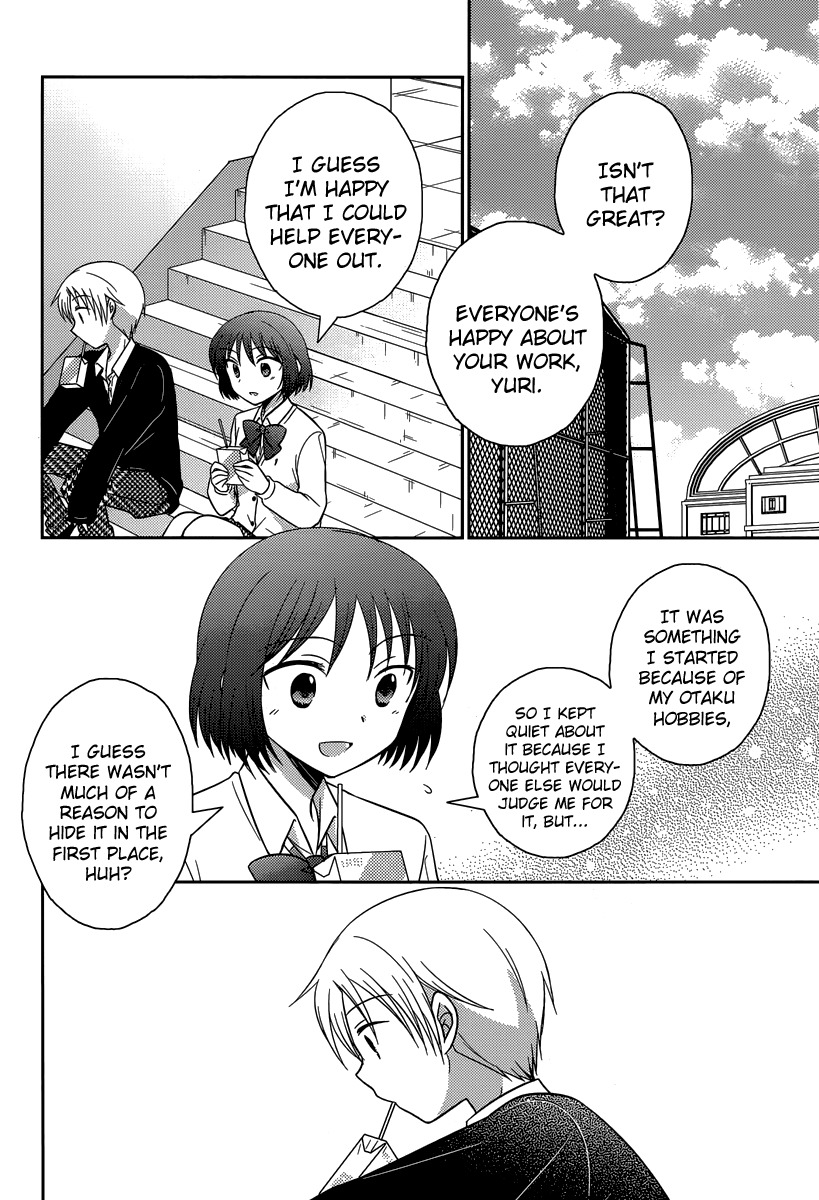 ISN'T
THAT
GREAT?
EVERYONE'S
HAPPY ABOUT
YOUR WORK,
YURI.
I GUESS
I'M HAPPY
THAT I COULD
HELP EVERY-
ONE OUT.
IT WAS
SOMETHING
I STARTED
BECAUSE OF
MY OTAKU
HOBBIES,
SO I KEPT
QUIET ABOUT
IT BECAUSE I
THOUGHT EVERY-
ONE ELSE WOULD
JUDGE ME FOR
IT, BUT...
I GUESS
THERE WASN'T
MUCH OF A
REASON TO
HIDE IT IN THE
FIRST PLACE,
HUH?